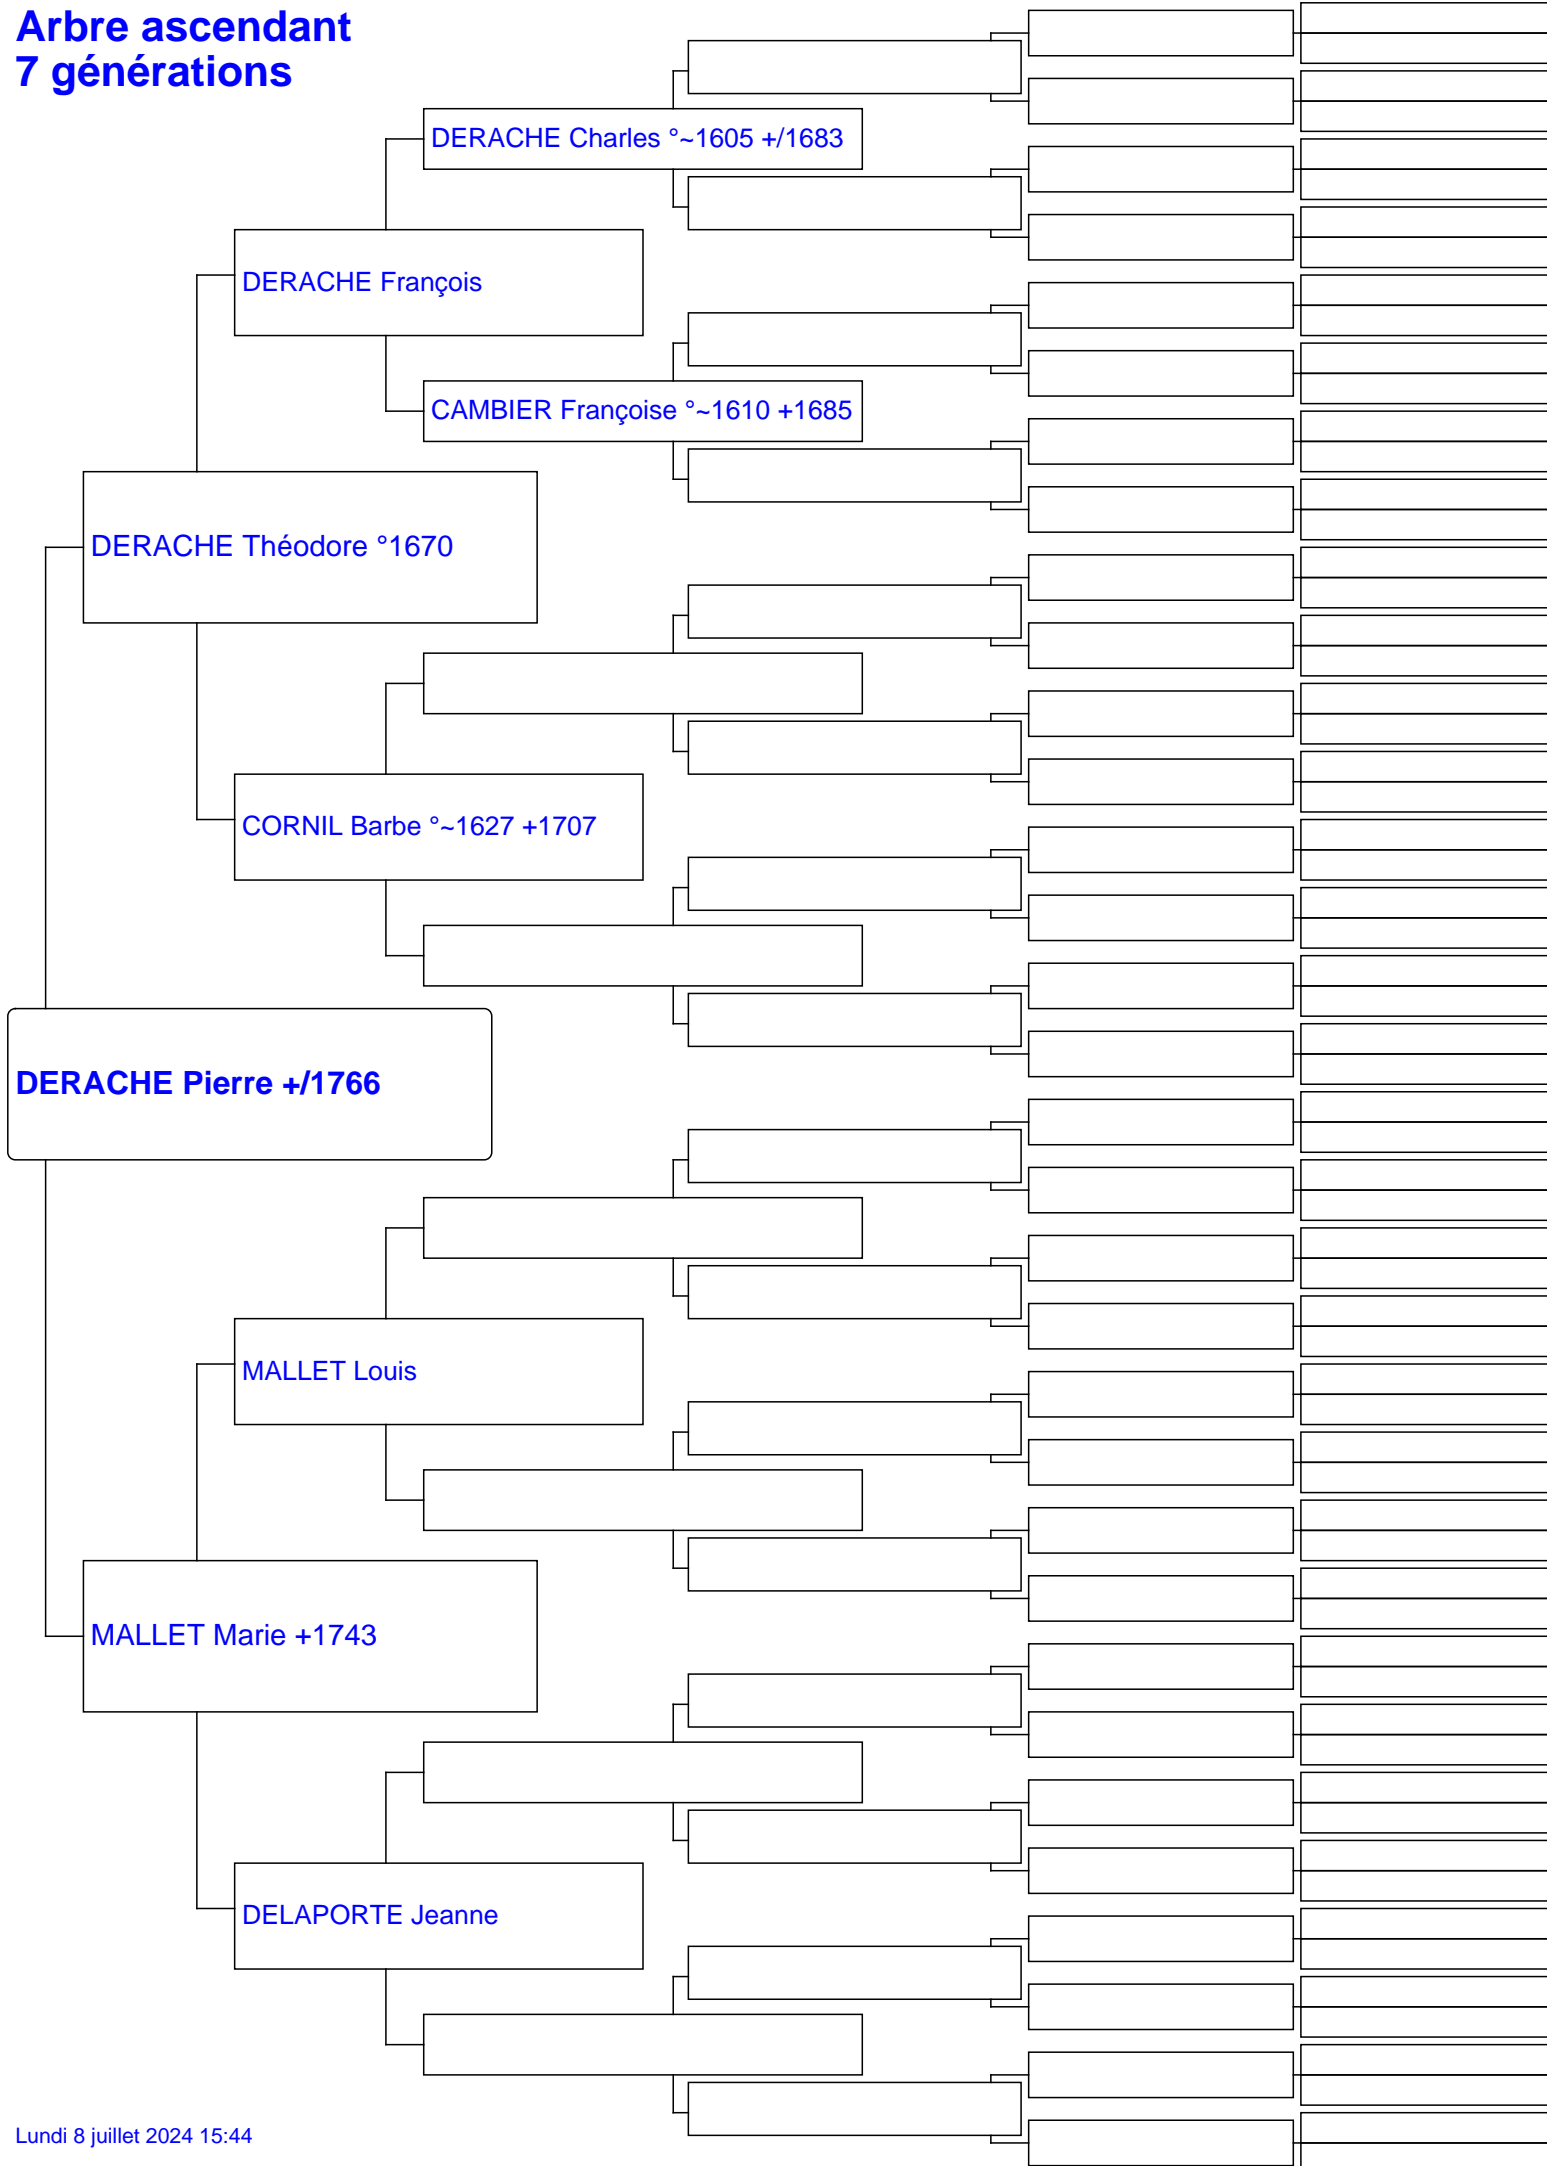 Arbre ascendant
7 générations
DERACHE Charles °~1605 +/1683
DERACHE François
CAMBIER Françoise °~1610 +1685
DERACHE Théodore °1670
CORNIL Barbe °~1627 +1707
DERACHE Pierre +/1766
MALLET Louis
MALLET Marie +1743
DELAPORTE Jeanne
Lundi 8 juillet 2024 15:44